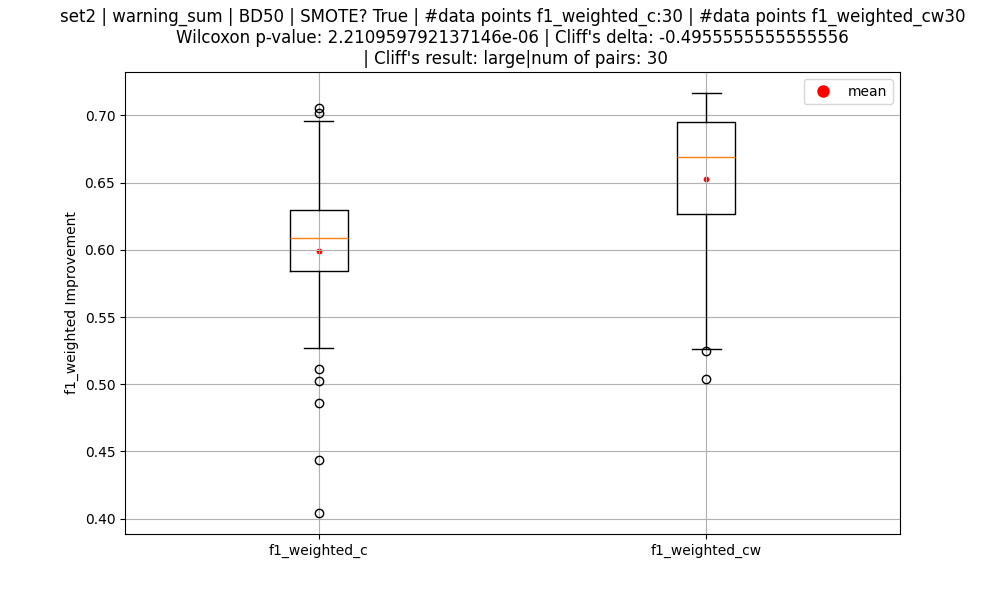 set2 | warning_sum | BD50 | SMOTE? True | #data points f1_weighted_c:30 | #data points f1_weighted_cw30
Wilcoxon p-value: 2.210959792137146e-06 | Cliff's delta: -0.4955555555555556
| Cliff's result: large|num of pairs: 30
mean
0.70
0.65
0.60
0.55
0.50
0.45
0.40
f1_weighted Improvement
f1_weighted_c
f1_weighted_cw